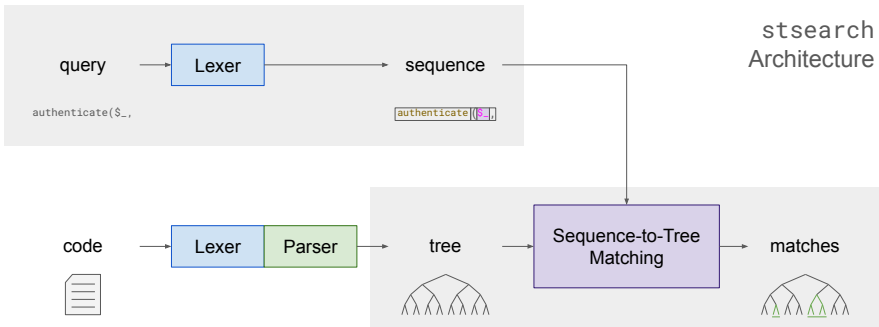 stsearch
Architecture
query
Lexer
sequence
authenticate($_,
authenticate($_,
code
Lexer
Parser
tree
Sequence-to-Tree
Matching
matches